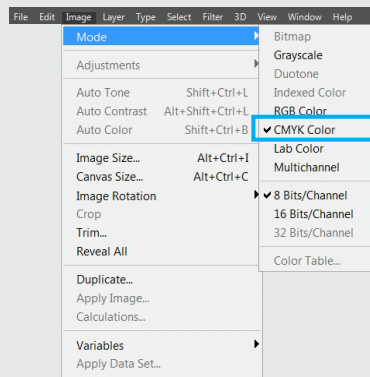 File Edit Image Layer Type Select Filter 3D View Window Help
Mode
Adjustments
Auto Tone Shift+Ctrl+L
Auto Contrast Alt+Shift+Ctrl+L
Auto Color Shift+Ctrl+B
Image Size... Alt+Ctrl+I
Canvas Size... Alt+Ctrl+C
Image Rotation
Crop
Trim...
Reveal All
Duplicate...
Apply Image...
Calculations...
Variables
Apply Data Set...
Bitmap
Grayscale
Duotone
Indexed Color
RGB Color
CMYK Color
Lab Color
Multichannel
8 Bits/Channel
16 Bits/Channel
32 Bits/Channel
Color Table...